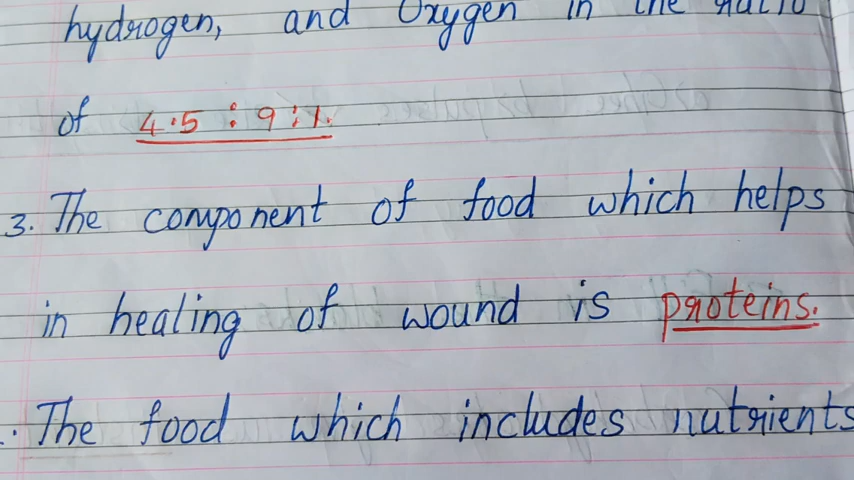 hydrogen, and Oxygen in the ratio
of 4.5 : 9 : 1.
3. The component of food which helps
in healing of wound is proteins.
The food which includes nutrients